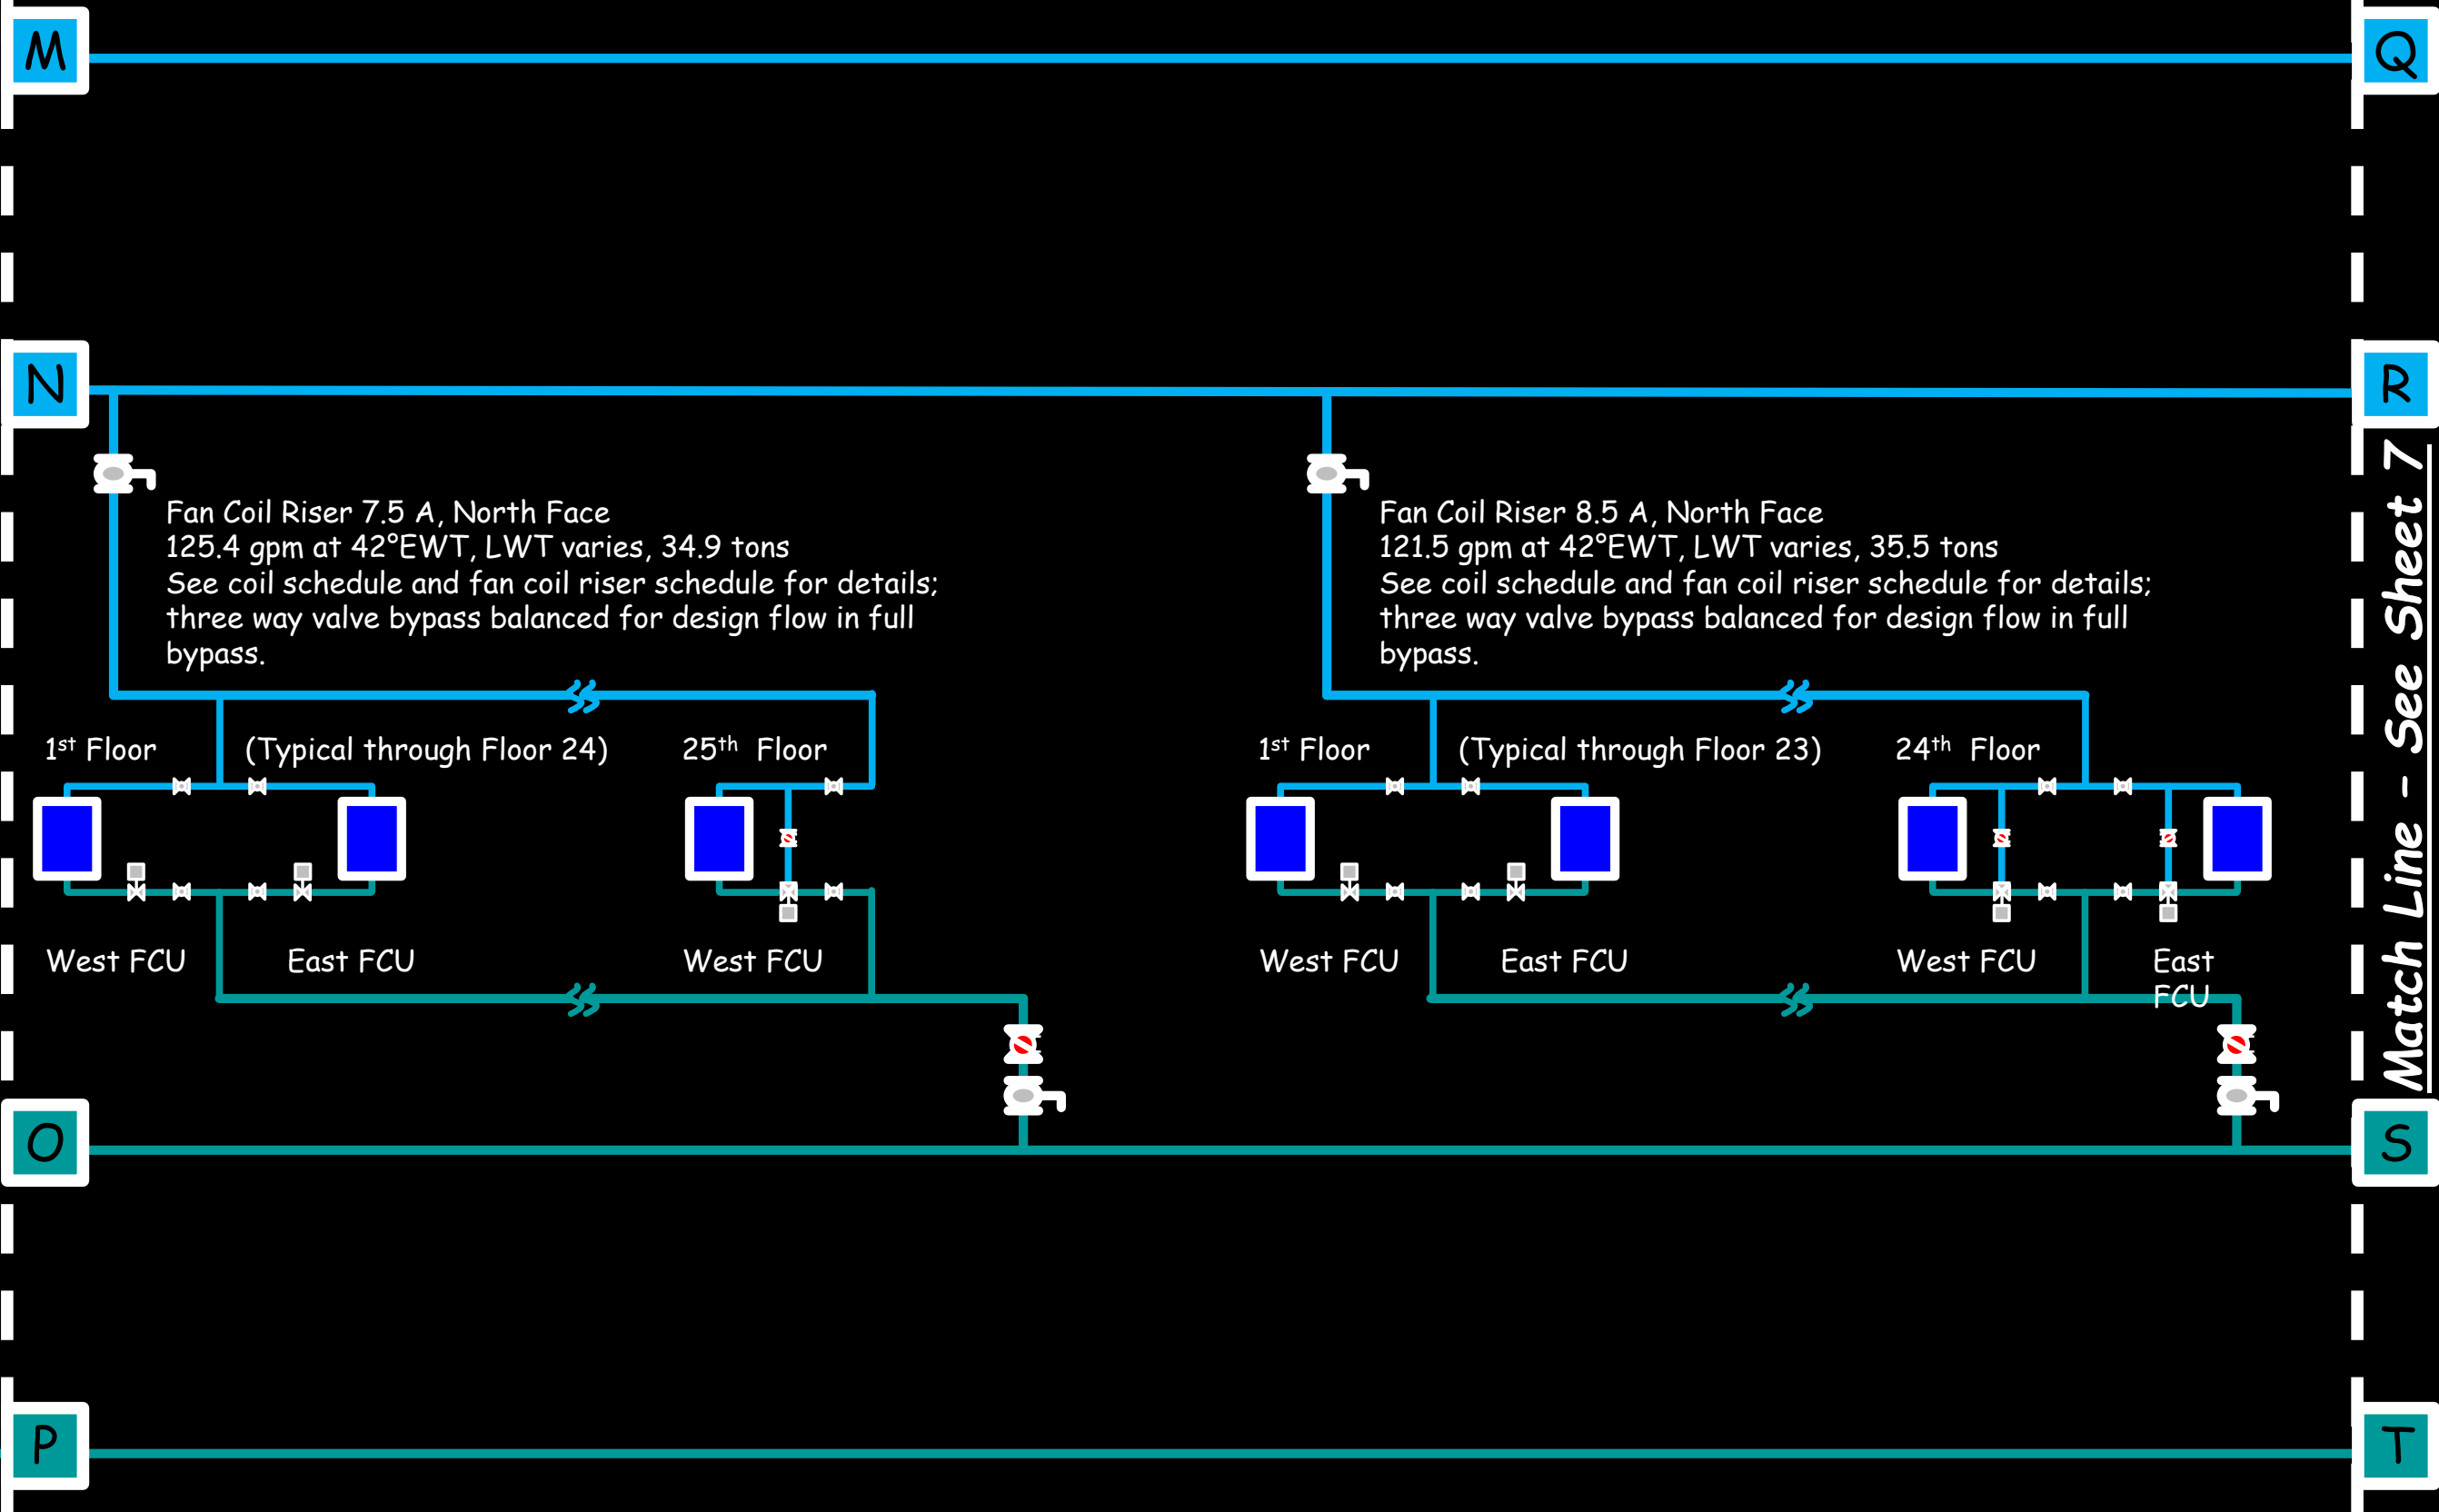 M
Q
N
R
Fan Coil Riser 7.5 A, North Face
125.4 gpm at 42°EWT, LWT varies, 34.9 tons
See coil schedule and fan coil riser schedule for details;
three way valve bypass balanced for design flow in full
bypass.
Fan Coil Riser 8.5 A, North Face
121.5 gpm at 42°EWT, LWT varies, 35.5 tons
See coil schedule and fan coil riser schedule for details;
three way valve bypass balanced for design flow in full
bypass.
Match Line – See Sheet 7
1st Floor
(Typical through Floor 24)
25th Floor
1st Floor
(Typical through Floor 23)
24th Floor
West FCU
East FCU
West FCU
West FCU
East FCU
West FCU
East
FCU
O
S
P
T